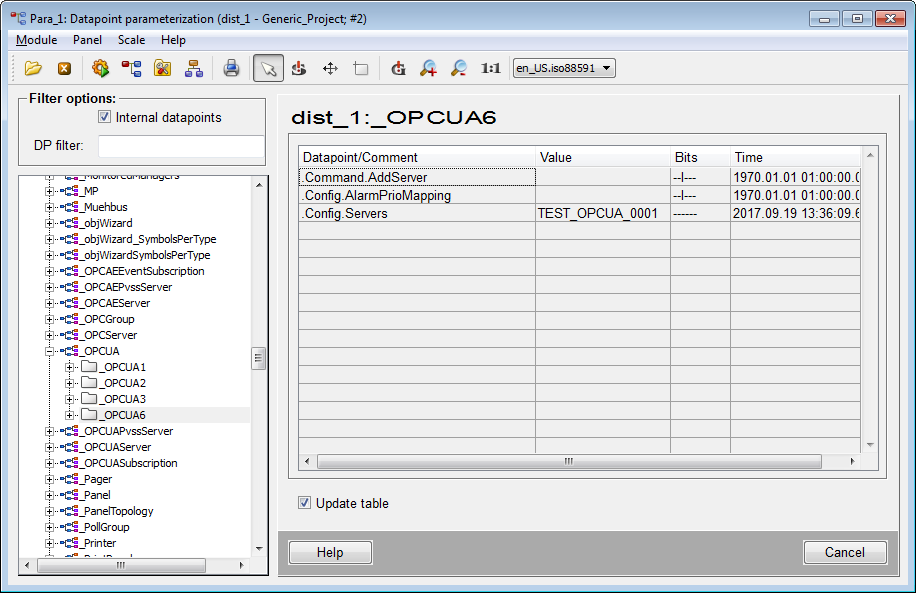 Para_1: Datapoint parameterization (dist_1 - Generic_Project; #2)
Module Panel Scale Help
1:1 en_US.iso88591
Filter options:
Internal datapoints
DP filter:
_MonitoredManagers
_MP
_Muehbus
_objWizard
_objWizard_SymbolsPerType
_objWizardSymbolsPerType
_OPCAEEventSubscription
_OPCAEPvssServer
_OPCAEServer
_OPCGroup
_OPCServer
_OPCUA
_OPCUA1
_OPCUA2
_OPCUA3
_OPCUA6
_OPCUAPvssServer
_OPCUAServer
_OPCUASubscription
_Pager
_Panel
_PanelTopology
_PollGroup
_Printer
dist_1:_OPCUA6
Datapoint/Comment Value Bits Time
.Command.AddServer --I--- 1970.01.01 01:00:00.0
.Config.AlarmPrioMapping --I--- 1970.01.01 01:00:00.0
.Config.Servers TEST_OPCUA_0001 ------ 2017.09.19 13:36:09.6
Update table
Help Cancel